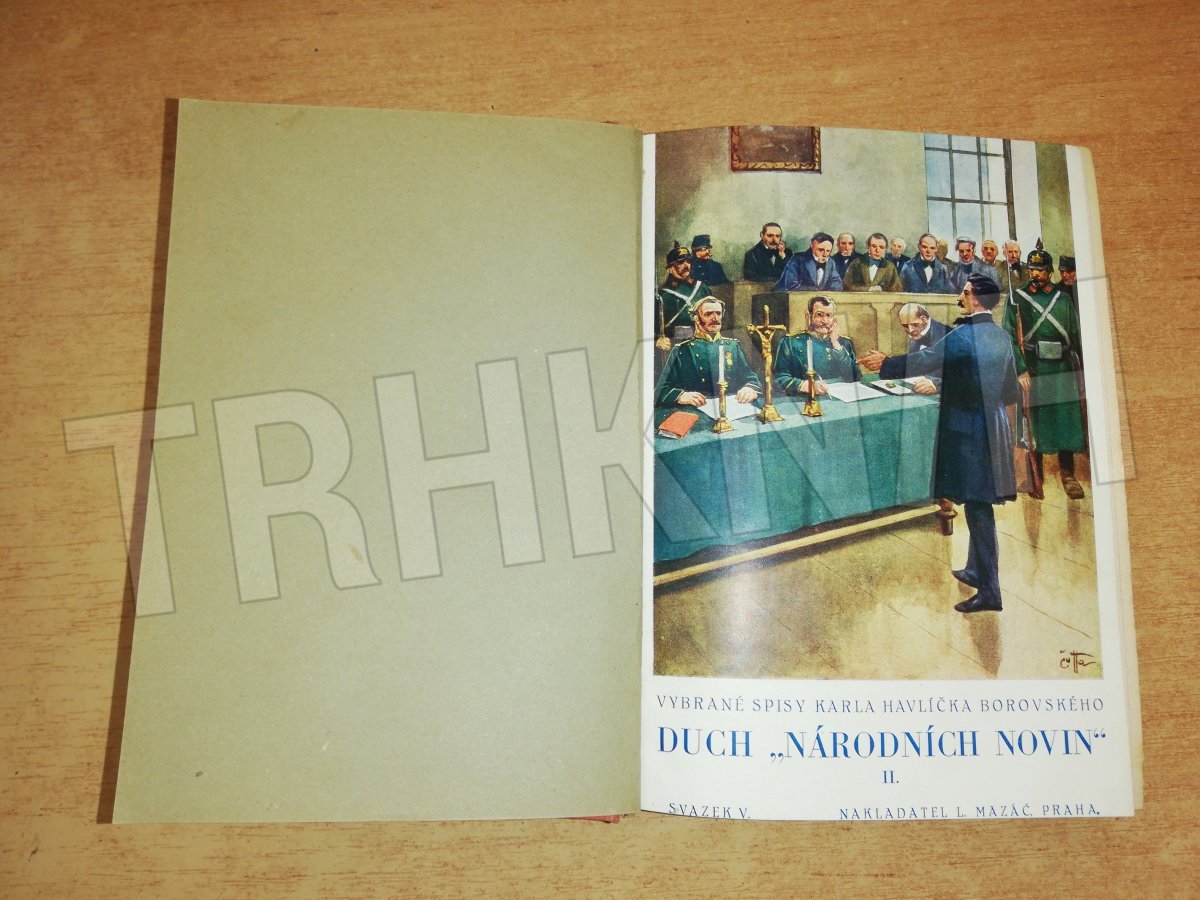 VYBRANÉ SPISY KARLA HAVLÍČKA BOROVSKÉHO
DUCH „NÁRODNÍCH NOVIN“
II.
SVAZEK V. NAKLADATEL L. MAZÁČ, PRAHA.
TRHKNIH